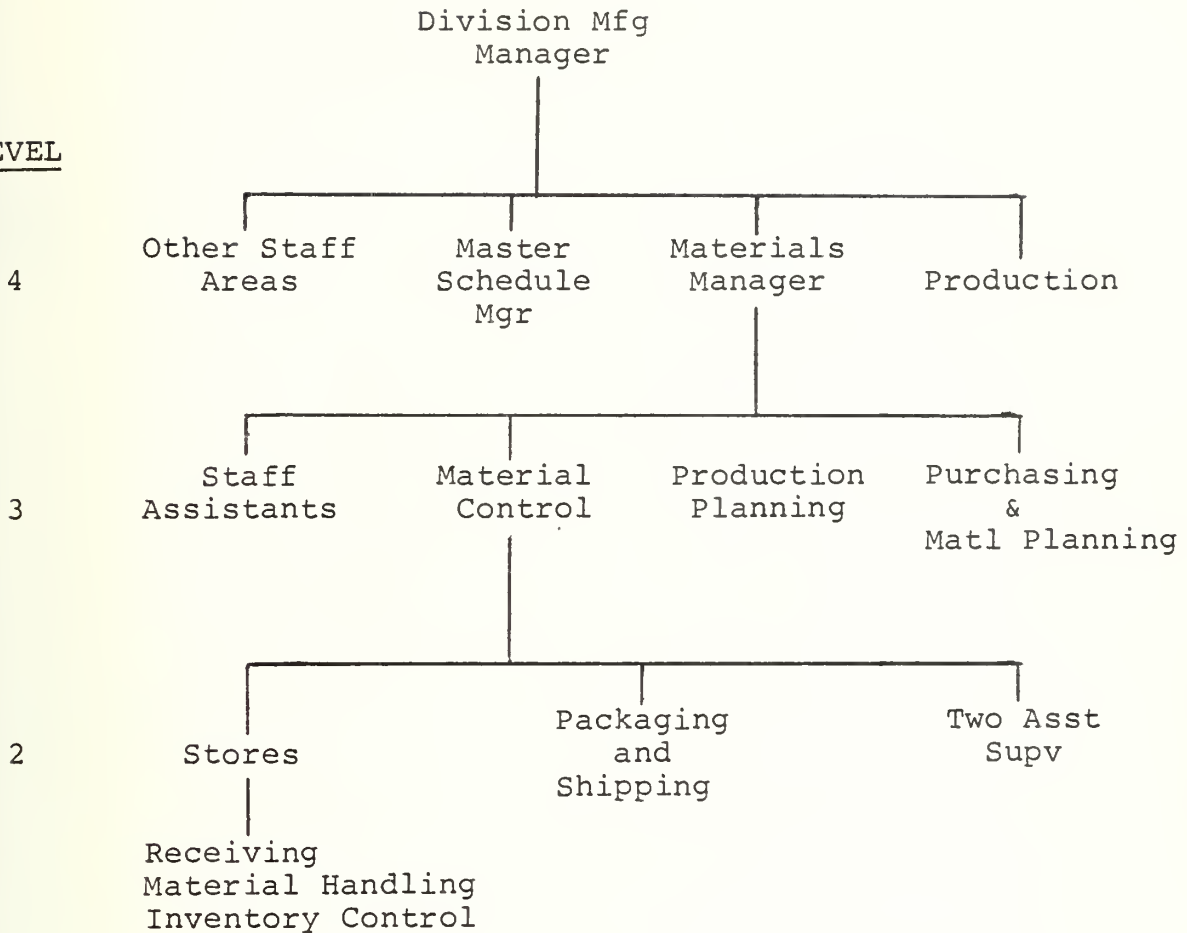 Division Mfg
Manager
EVEL
Other Staff
Areas
Master
Schedule
Mgr
Materials
Manager
Production
4
Staff
Assistants
Material
Control
Production
Planning
Purchasing
&
Matl Planning
3
Stores
Packaging
and
Shipping
Two Asst
Supv
2
Receiving
Material Handling
Inventory Control